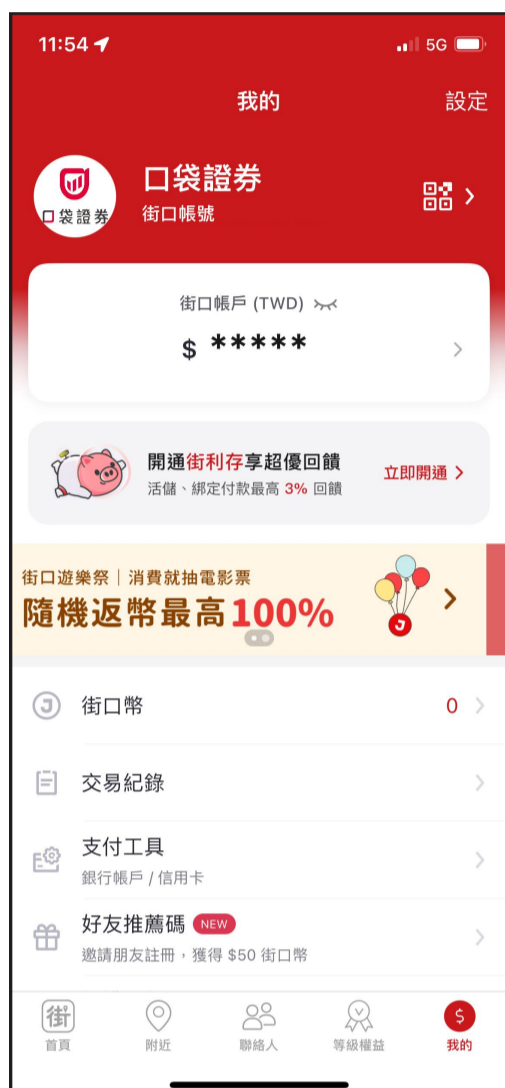 11:54
5G
我的
設定
口袋證券
口袋證券
街口帳號
街口帳戶 (TWD)
$ *****
開通街利存享超優回饋
活儲、綁定付款最高 3% 回饋
立即開通
街口遊樂祭｜消費就抽電影票
隨機返幣最高100%
J
J
街口幣
0
交易紀錄
支付工具
銀行帳戶 / 信用卡
好友推薦碼 NEW
邀請朋友註冊，獲得 $50 街口幣
街
$
首頁
附近
聯絡人
等級權益
我的